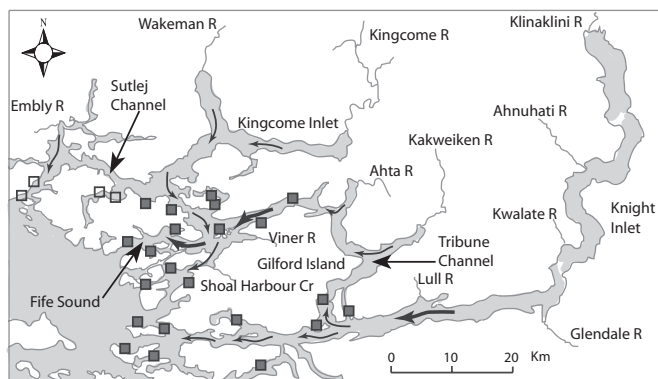 Wakeman R
Klinaklini R
N
Kingcome R
Sutlej
Channel
Embly R
Kingcome Inlet
Ahnuhati R
Kakweiken R
Ahta R
Kwalate R
Knight
Inlet
Viner R
Tribune
Channel
Gilford Island
Lull R
Shoal Harbour Cr
Fife Sound
Glendale R
0 10 20 Km